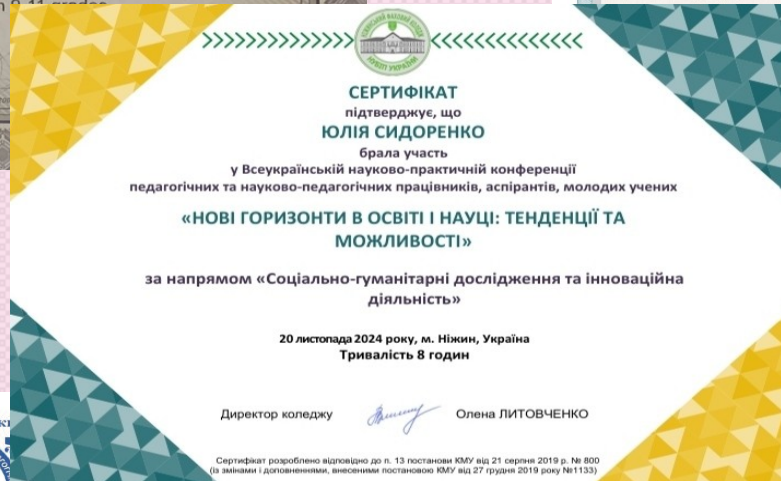 9-11 grades
СЕРТИФІКАТ
підтверджує, що
ЮЛІЯ СИДОРЕНКО
брала участь
у Всеукраїнській науково-практичній конференції
педагогічних та науково-педагогічних працівників, аспірантів, молодих учених
«НОВІ ГОРИЗОНТИ В ОСВІТІ І НАУЦІ: ТЕНДЕНЦІЇ ТА
МОЖЛИВОСТІ»
за напрямом «Соціально-гуманітарні дослідження та інноваційна
діяльність»
20 листопада 2024 року, м. Ніжин, Україна
Тривалість 8 годин
Директор коледжу Олена ЛИТОВЧЕНКО
Сертифікат розроблено відповідно до п. 13 постанови КМУ від 21 серпня 2019 р. № 800
(із змінами і доповненнями, внесеними постановою КМУ від 27 грудня 2019 року №1133)